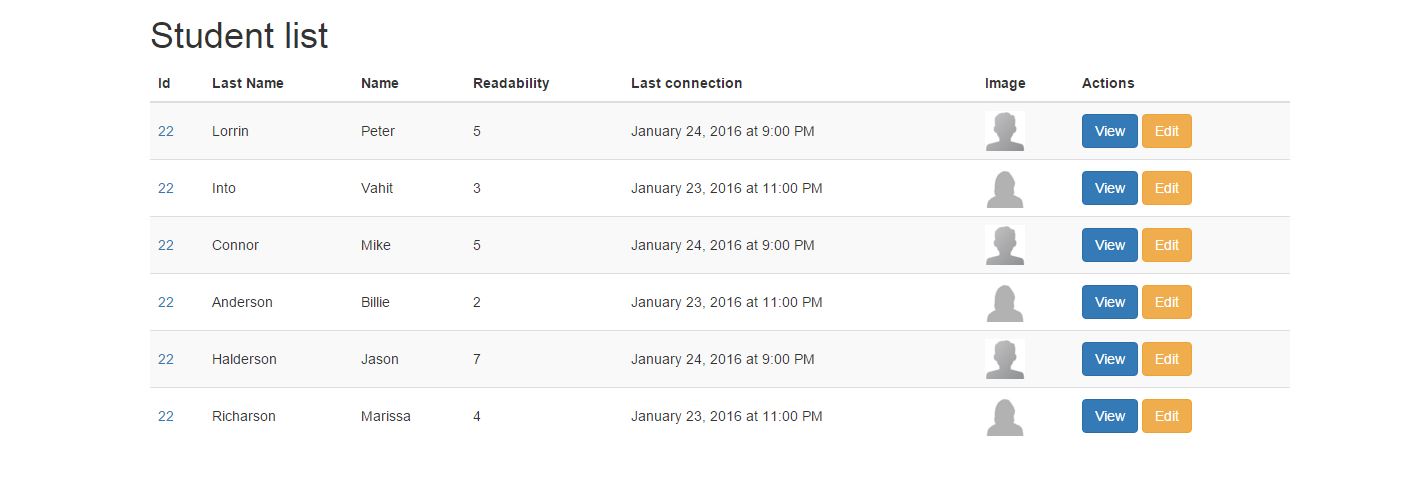 Student list
Id Last Name Name Readability Last connection Image Actions
22 Lorrin Peter 5 January 24, 2016 at 9:00 PM View Edit
22 Into Vahit 3 January 23, 2016 at 11:00 PM View Edit
22 Connor Mike 5 January 24, 2016 at 9:00 PM View Edit
22 Anderson Billie 2 January 23, 2016 at 11:00 PM View Edit
22 Halderson Jason 7 January 24, 2016 at 9:00 PM View Edit
22 Richarson Marissa 4 January 23, 2016 at 11:00 PM View Edit